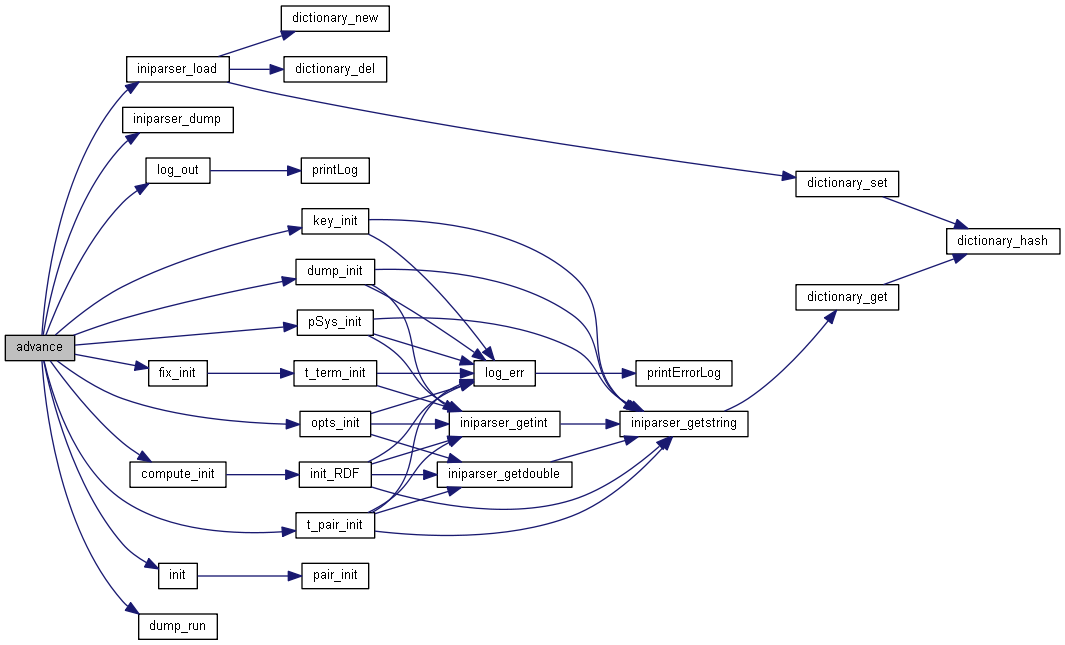 dictionary_new
iniparser_load
dictionary_del
iniparser_dump
log_out
printLog
dictionary_set
key_init
dictionary_hash
dump_init
dictionary_get
pSys_init
advance
fix_init
t_term_init
log_err
printErrorLog
opts_init
iniparser_getint
iniparser_getstring
compute_init
init_RDF
iniparser_getdouble
t_pair_init
init
pair_init
dump_run